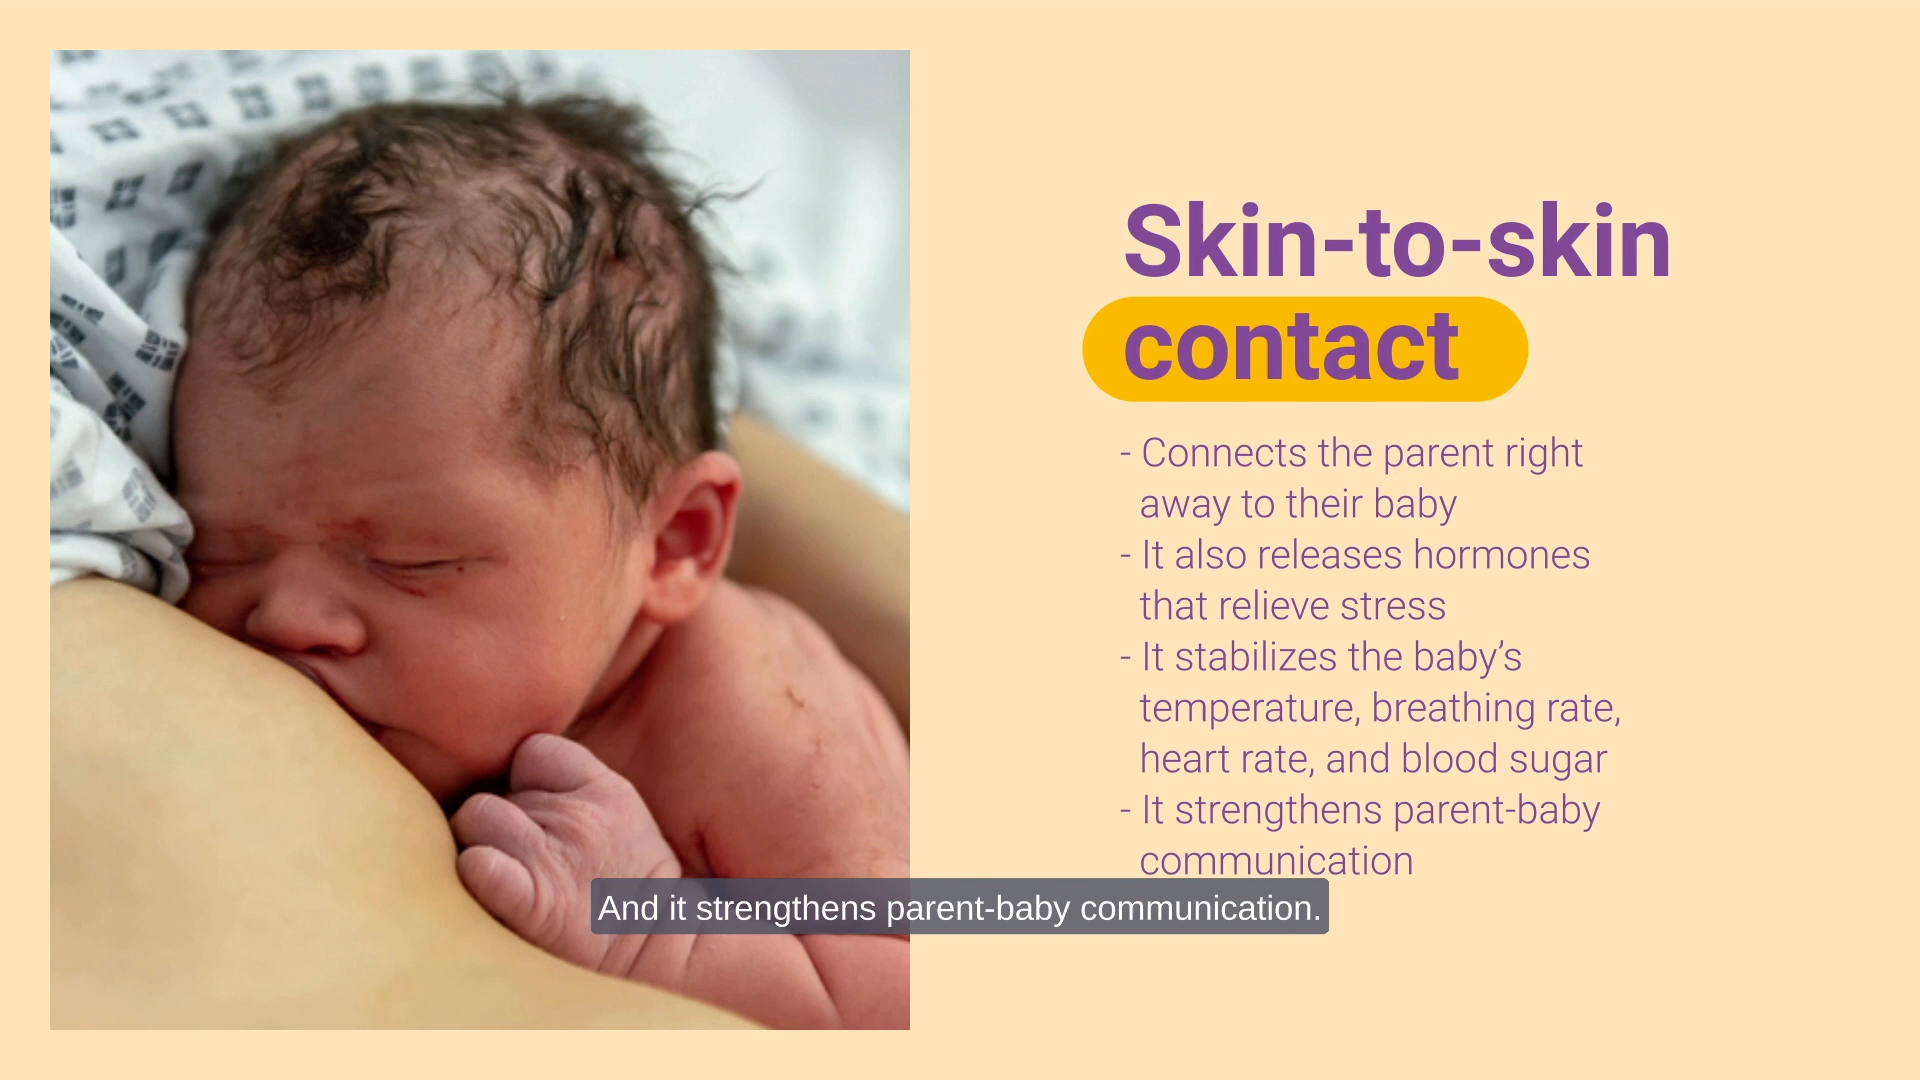 Skin-to-skin
contact
- Connects the parent right
away to their baby
- It also releases hormones
that relieve stress
- It stabilizes the baby’s
temperature, breathing rate,
heart rate, and blood sugar
- It strengthens parent-baby
communication
And it strengthens parent-baby communication.